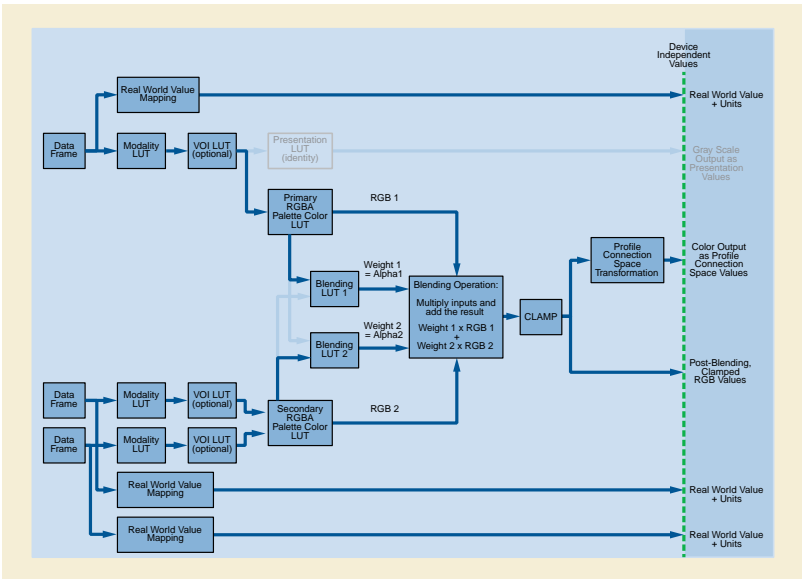 Device
Independent
Values
Real World Value
Mapping
Real World Value
+ Units
Data
Frame
Modality
LUT
VOI LUT
(optional)
Presentation
LUT
(identity)
Gray Scale
Output as
Presentation
Values
Primary
RGBA
Palette Color
LUT
RGB 1
Weight 1
= Alpha1
Blending
LUT 1
Blending Operation:
Multiply inputs and
add the result
Weight 1 x RGB 1
+
Weight 2 x RGB 2
CLAMP
Profile
Connection
Space
Transformation
Color Output
as Profile
Connection
Space Values
Weight 2
= Alpha2
Blending
LUT 2
Post-Blending,
Clamped
RGB Values
Data
Frame
Modality
LUT
VOI LUT
(optional)
Secondary
RGBA
Palette Color
LUT
RGB 2
Data
Frame
Modality
LUT
VOI LUT
(optional)
Real World Value
Mapping
Real World Value
+ Units
Real World Value
Mapping
Real World Value
+ Units